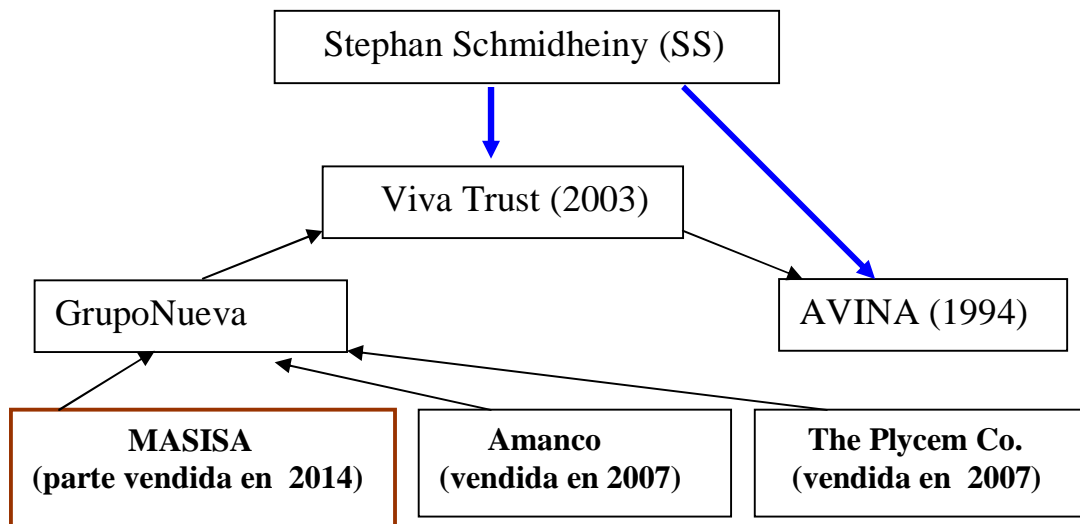 Stephan Schmidheiny (SS)
Viva Trust (2003)
GrupoNueva
AVINA (1994)
MASISA
(parte vendida en 2014)
Amanco
(vendida en 2007)
The Plycem Co.
(vendida en 2007)